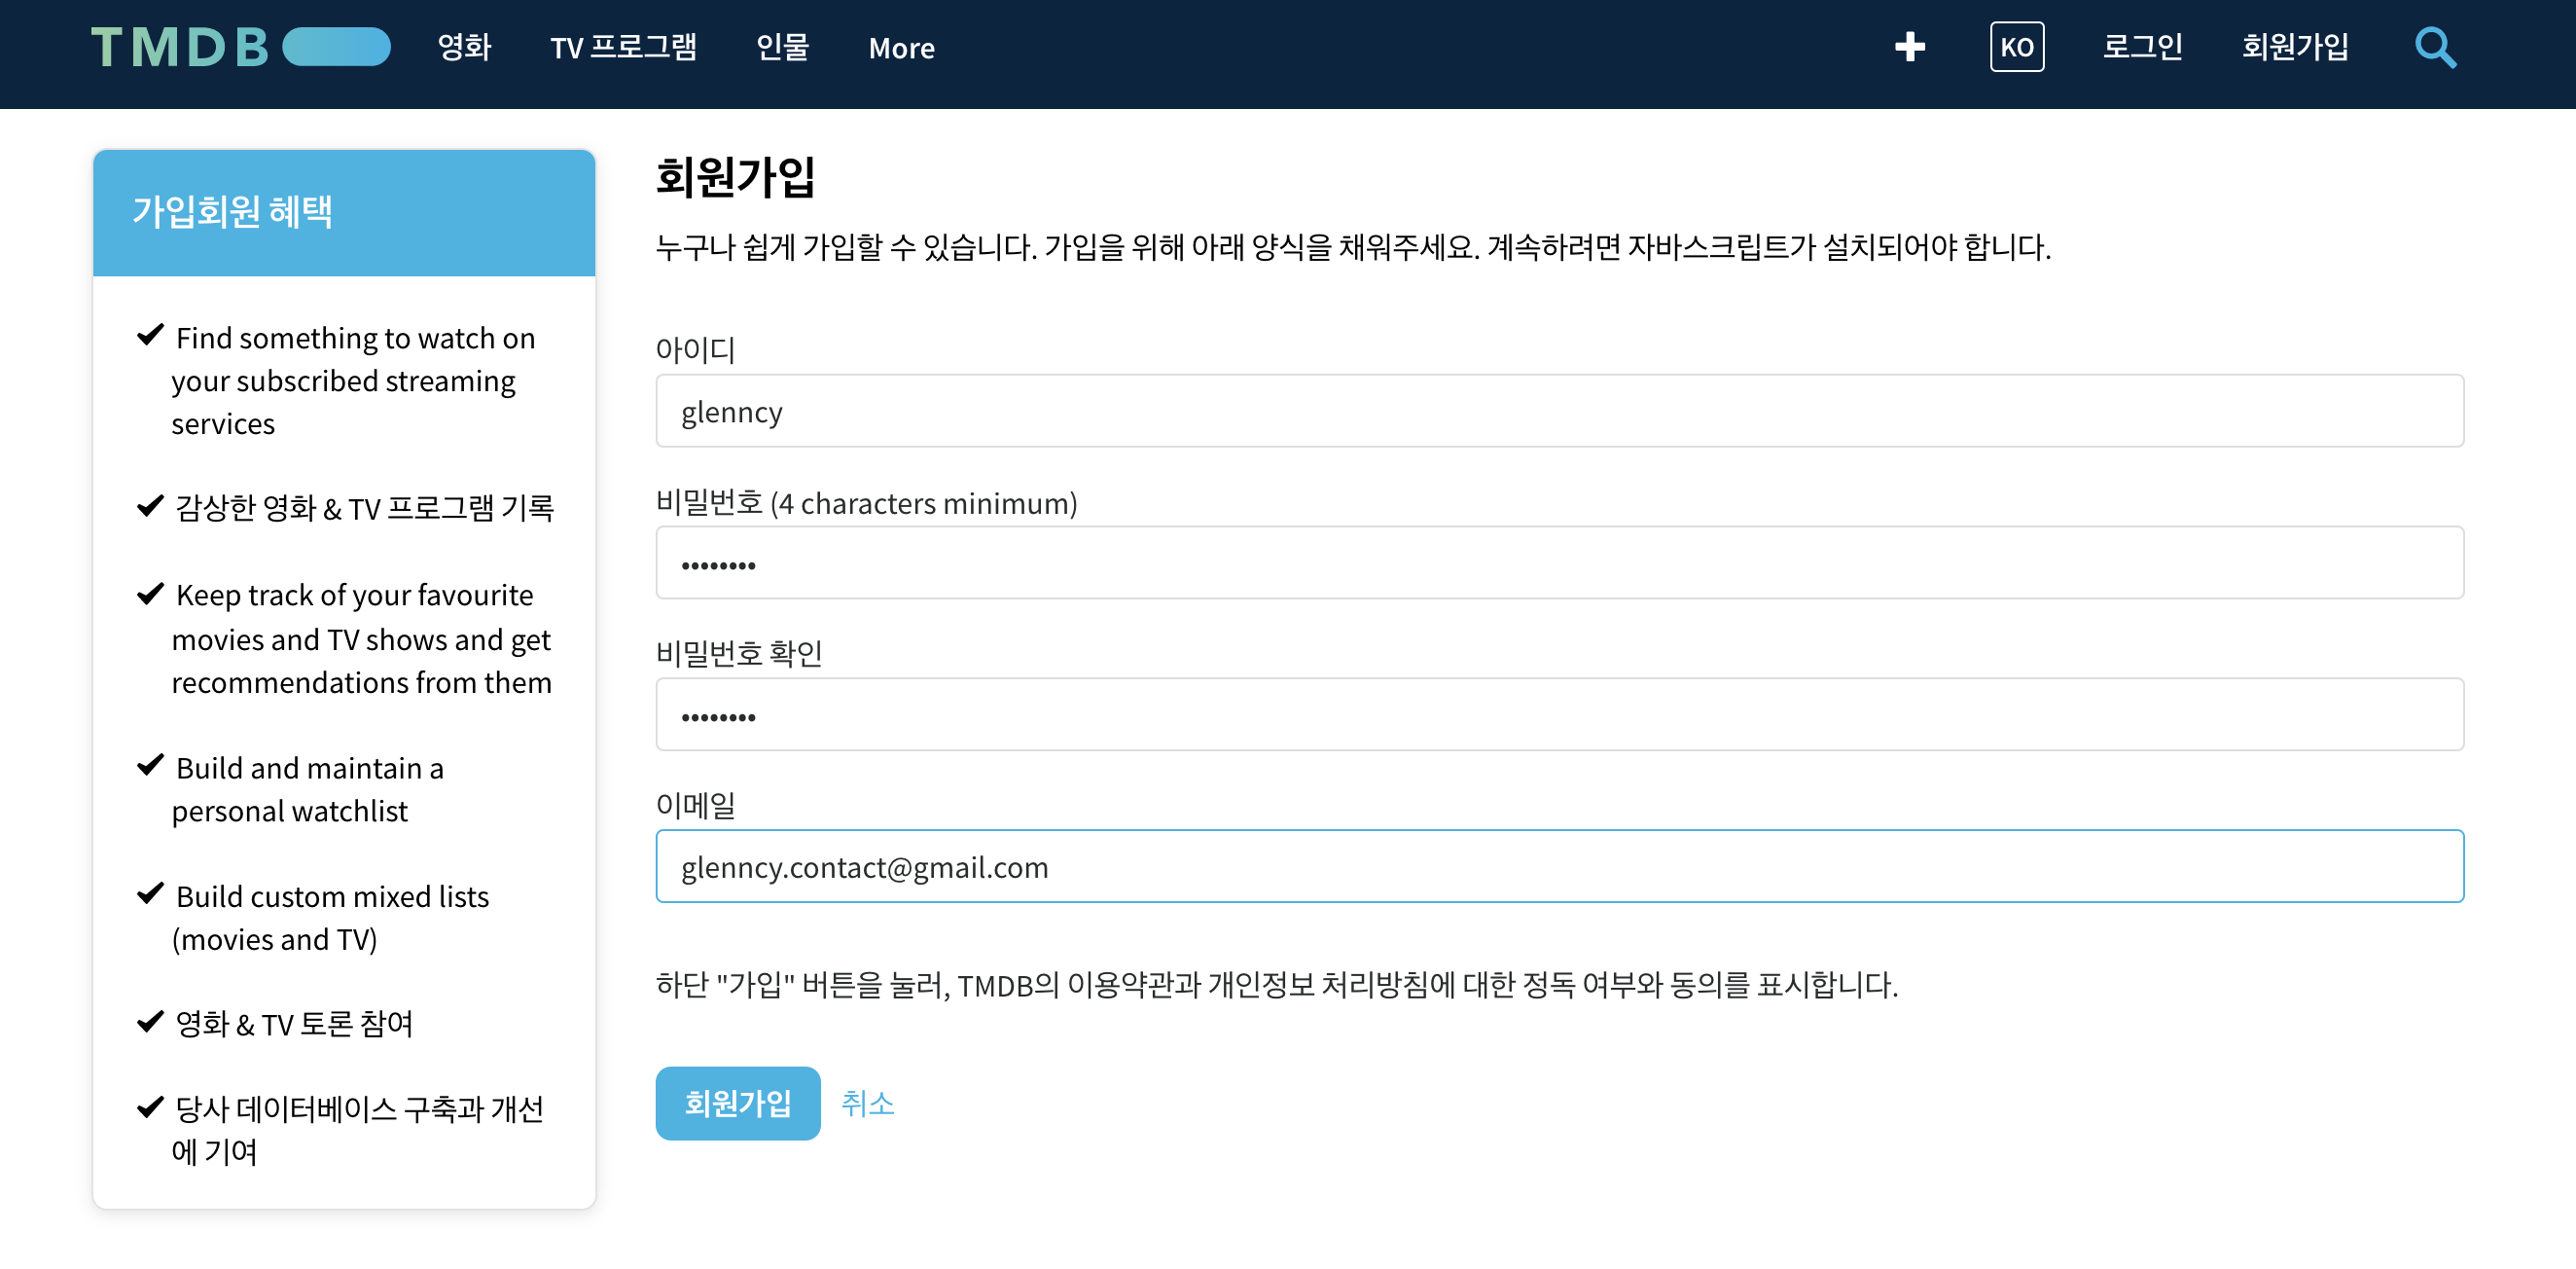 TMDB 영화 TV 프로그램 인물 More KO 로그인 회원가입
가입회원 혜택
Find something to watch on
your subscribed streaming
services
감상한 영화 & TV 프로그램 기록
Keep track of your favourite
movies and TV shows and get
recommendations from them
Build and maintain a
personal watchlist
Build custom mixed lists
(movies and TV)
영화 & TV 토론 참여
당사 데이터베이스 구축과 개선
에 기여
회원가입
누구나 쉽게 가입할 수 있습니다. 가입을 위해 아래 양식을 채워주세요. 계속하려면 자바스크립트가 설치되어야 합니다.
아이디
glenncy
비밀번호 (4 characters minimum)
••••••••
비밀번호 확인
••••••••
이메일
glenncy.contact@gmail.com
하단 "가입" 버튼을 눌러, TMDB의 이용약관과 개인정보 처리방침에 대한 정독 여부와 동의를 표시합니다.
회원가입 취소